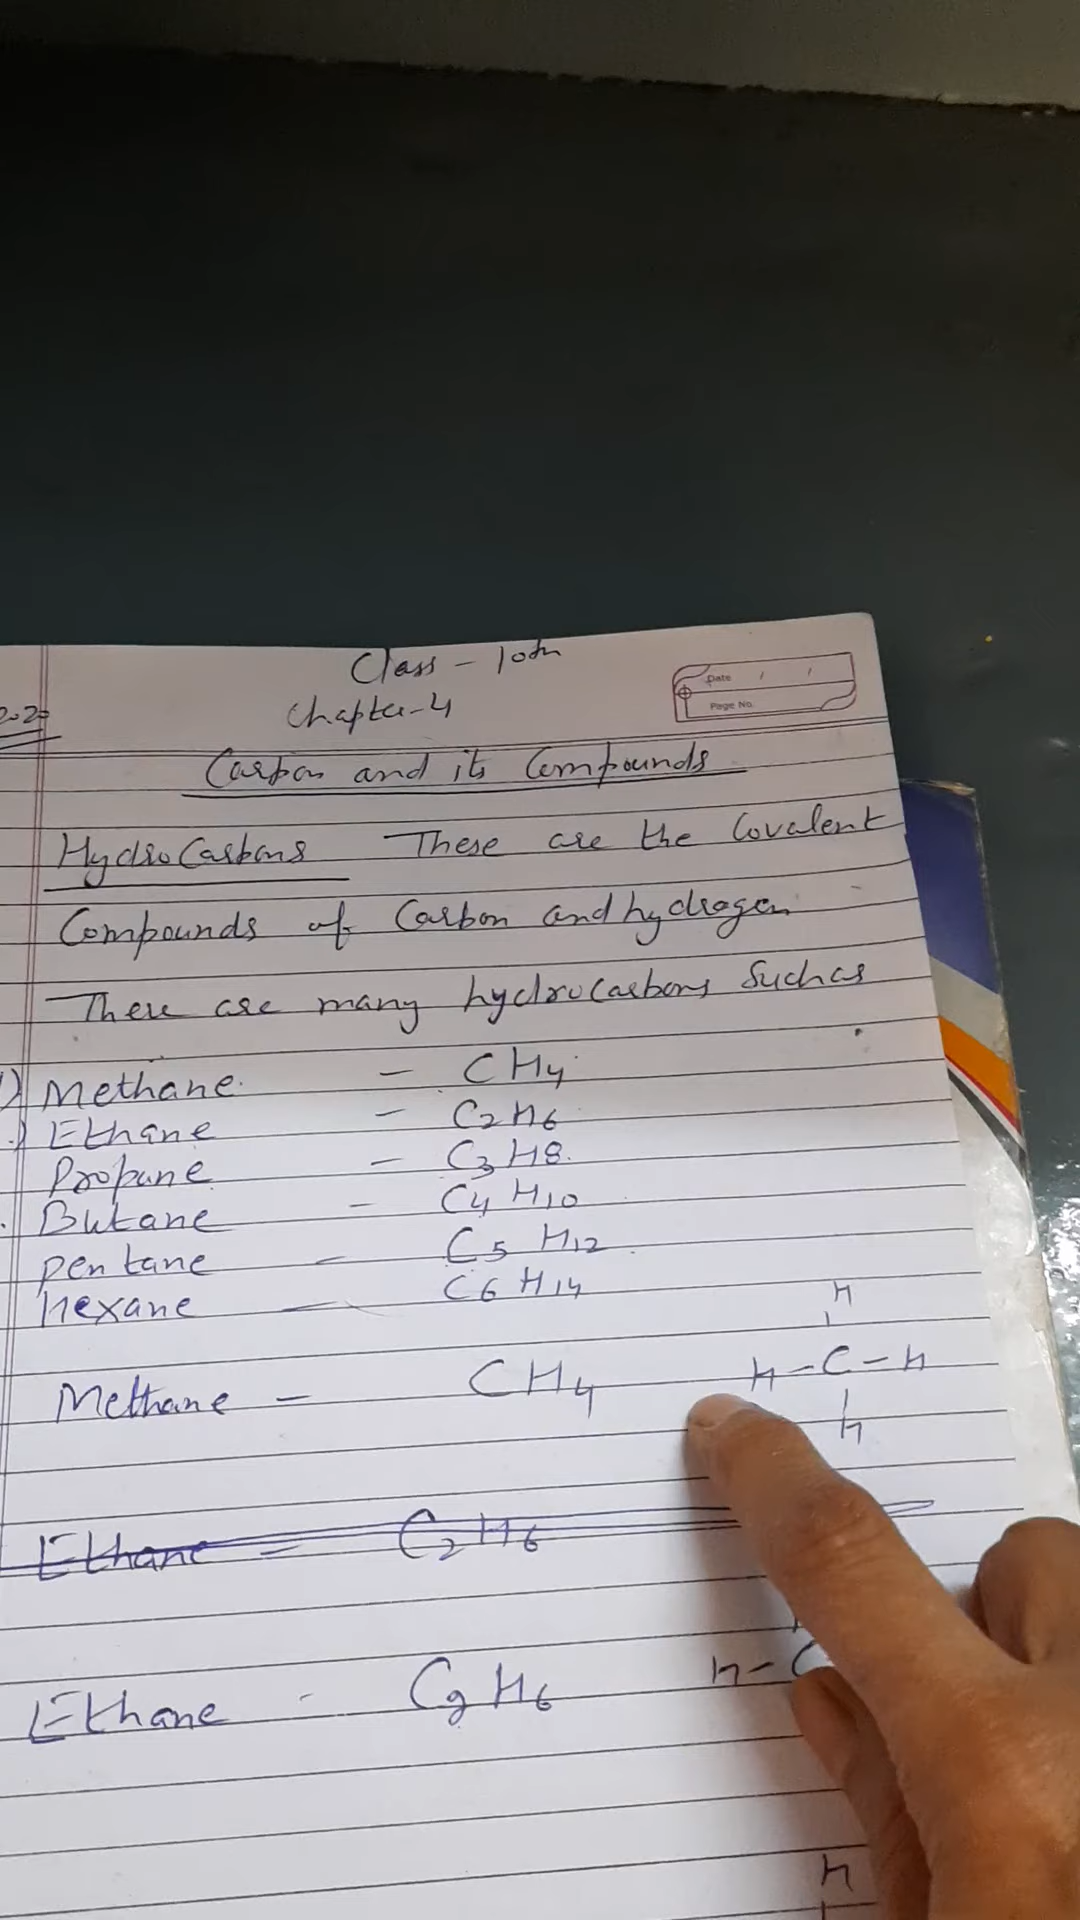 Class - 10th
Chapter-4
Date / /
Page No.
Carbon and its Compounds
HydroCarbons These are the Covalent
Compounds of Carbon and hydrogen
There are many hydrocarbons Such as
1) Methane - CH4
Ethane - C2H6
Propane - C3H8
Butane - C4H10
Pentane - C5H12
Hexane - C6H14
H
Methane - CH4 H-C-H
H
Ethane = C2H6
Ethane - C2H6 H-C
H